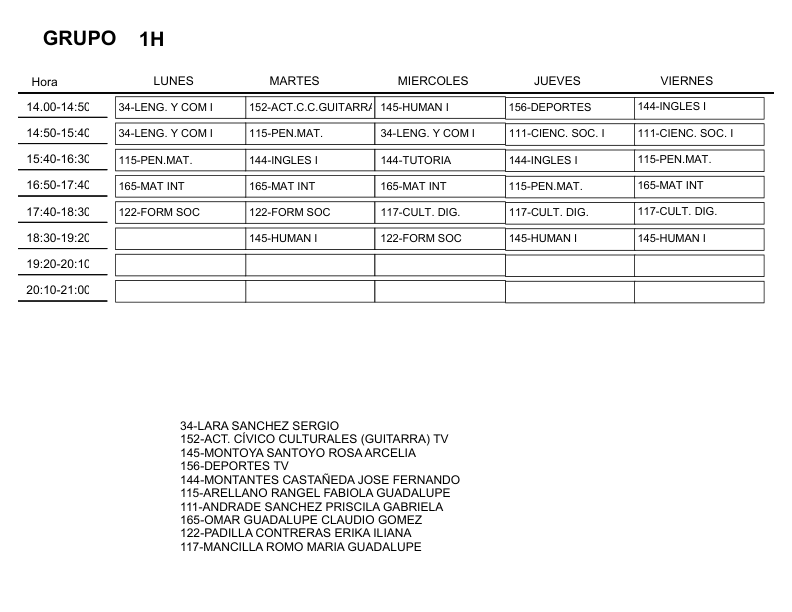 GRUPO 1H
Hora LUNES MARTES MIERCOLES JUEVES VIERNES
14.00-14:50 34-LENG. Y COM I 152-ACT.C.C.GUITARRA 145-HUMAN I 156-DEPORTES 144-INGLES I
14:50-15:40 34-LENG. Y COM I 115-PEN.MAT. 34-LENG. Y COM I 111-CIENC. SOC. I 111-CIENC. SOC. I
15:40-16:30 115-PEN.MAT. 144-INGLES I 144-TUTORIA 144-INGLES I 115-PEN.MAT.
16:50-17:40 165-MAT INT 165-MAT INT 165-MAT INT 115-PEN.MAT. 165-MAT INT
17:40-18:30 122-FORM SOC 122-FORM SOC 117-CULT. DIG. 117-CULT. DIG. 117-CULT. DIG.
18:30-19:20 145-HUMAN I 122-FORM SOC 145-HUMAN I 145-HUMAN I
19:20-20:10
20:10-21:00
34-LARA SANCHEZ SERGIO
152-ACT. CÍVICO CULTURALES (GUITARRA) TV
145-MONTOYA SANTOYO ROSA ARCELIA
156-DEPORTES TV
144-MONTANTES CASTAÑEDA JOSE FERNANDO
115-ARELLANO RANGEL FABIOLA GUADALUPE
111-ANDRADE SANCHEZ PRISCILA GABRIELA
165-OMAR GUADALUPE CLAUDIO GOMEZ
122-PADILLA CONTRERAS ERIKA ILIANA
117-MANCILLA ROMO MARIA GUADALUPE